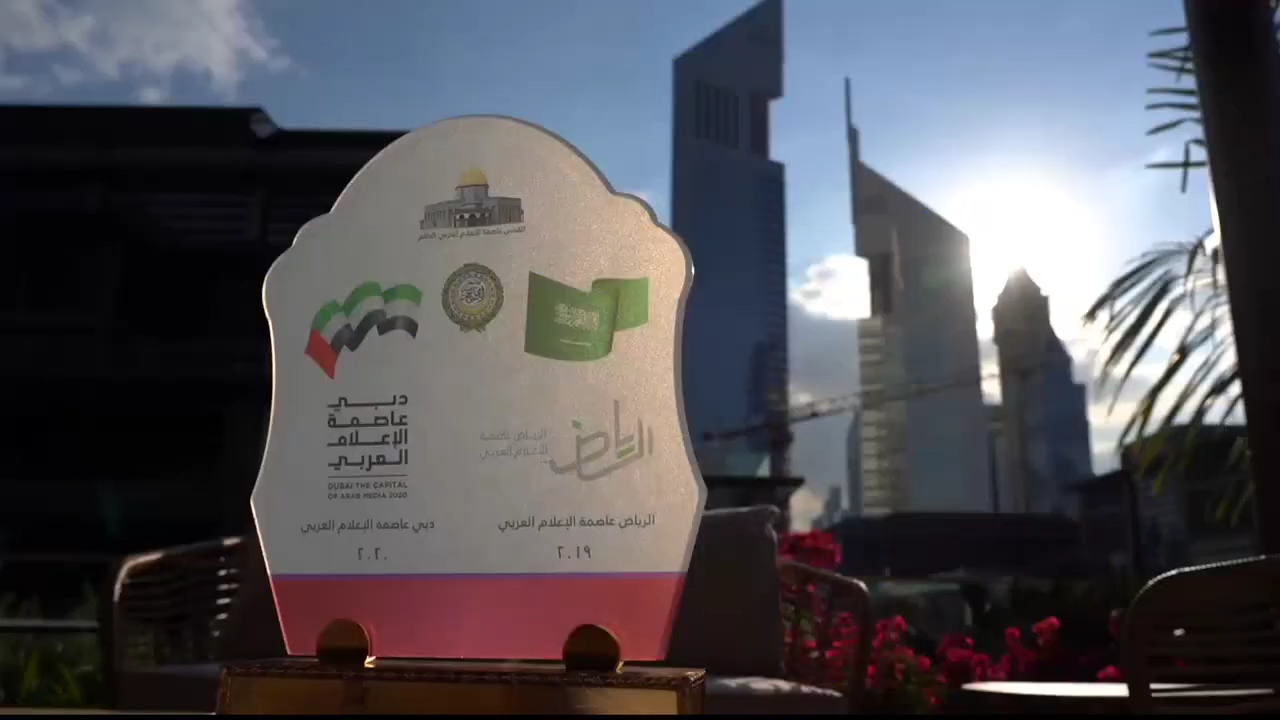 القدس عاصمة الإعلام العربي الدائم
دبي
عاصمة
الإعلام
العربي
DUBAI THE CAPITAL
OF ARAB MEDIA 2020
الرياض
الرياض عاصمة
الإعلام العربي
دبي عاصمة الإعلام العربي
٢٠٢٠
الرياض عاصمة الإعلام العربي
٢٠١٩